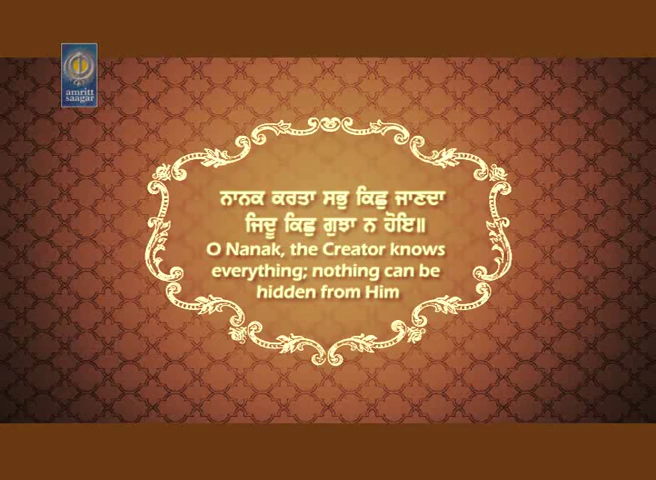 amritt
saagar
ਨਾਨਕ ਕਰਤਾ ਸਭੁ ਕਿਛੁ ਜਾਣਦਾ
ਜਿਦੂ ਕਿਛੁ ਗੁਝਾ ਨ ਹੋਇ॥
O Nanak, the Creator knows
everything; nothing can be
hidden from Him